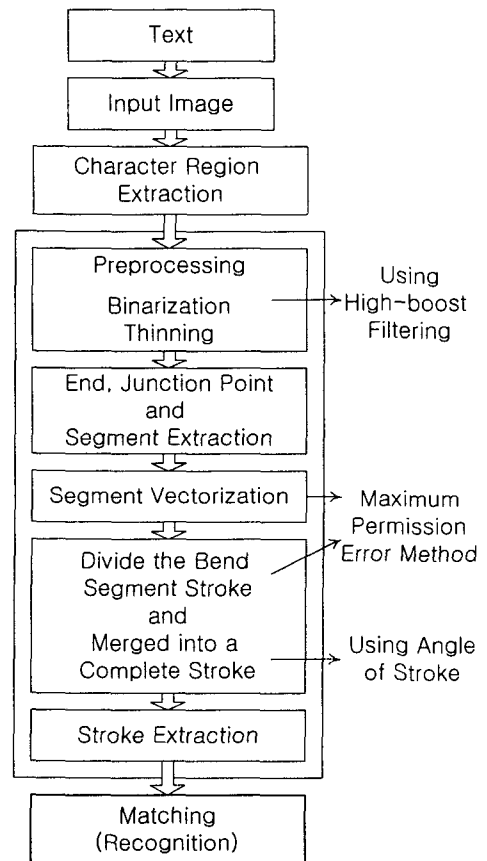 Text
Input Image
Character Region
Extraction
Preprocessing
Binarization
Thinning
Using
High-boost
Filtering
End, Junction Point
and
Segment Extraction
Segment Vectorization
Maximum
Permission
Error Method
Divide the Bend
Segment Stroke
and
Merged into a
Complete Stroke
Using Angle
of Stroke
Stroke Extraction
Matching
(Recognition)